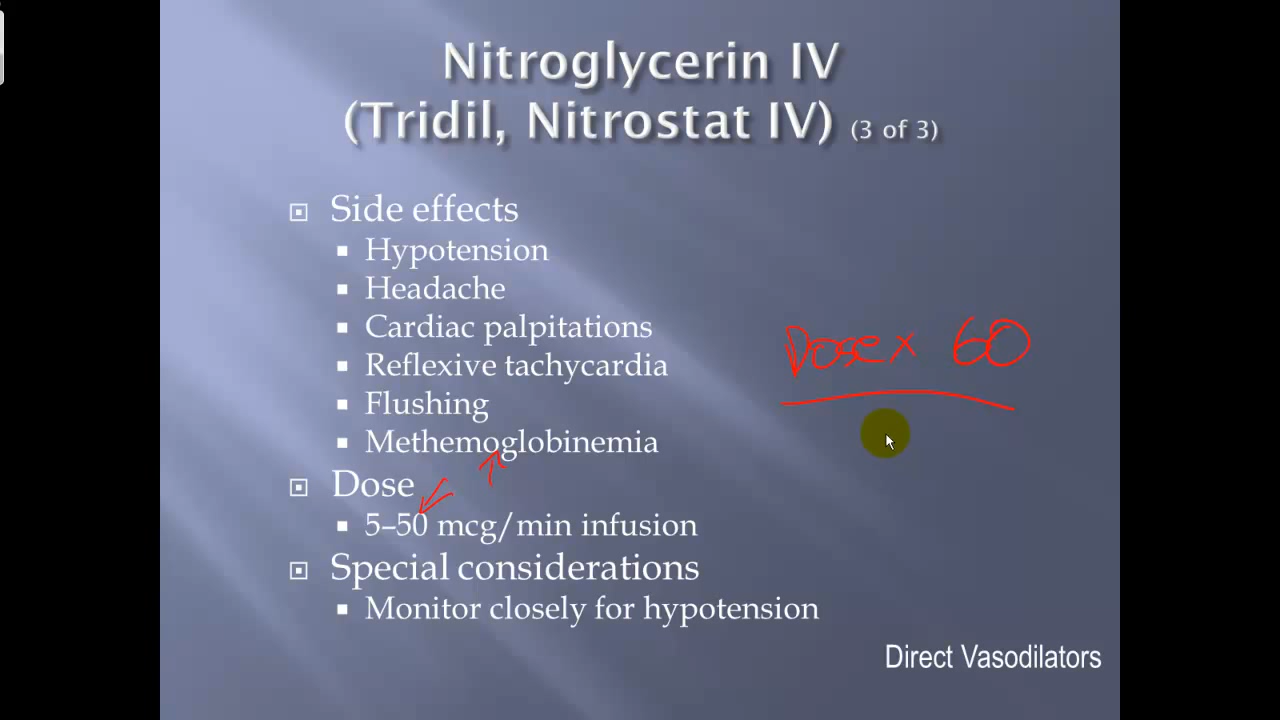 Nitroglycerin IV
(Tridil, Nitrostat IV) (3 of 3)
Side effects
Hypotension
Headache
Cardiac palpitations
Reflexive tachycardia
Flushing
Methemoglobinemia
Dose
5–50 mcg/min infusion
Special considerations
Monitor closely for hypotension
Dose x 60
Direct Vasodilators